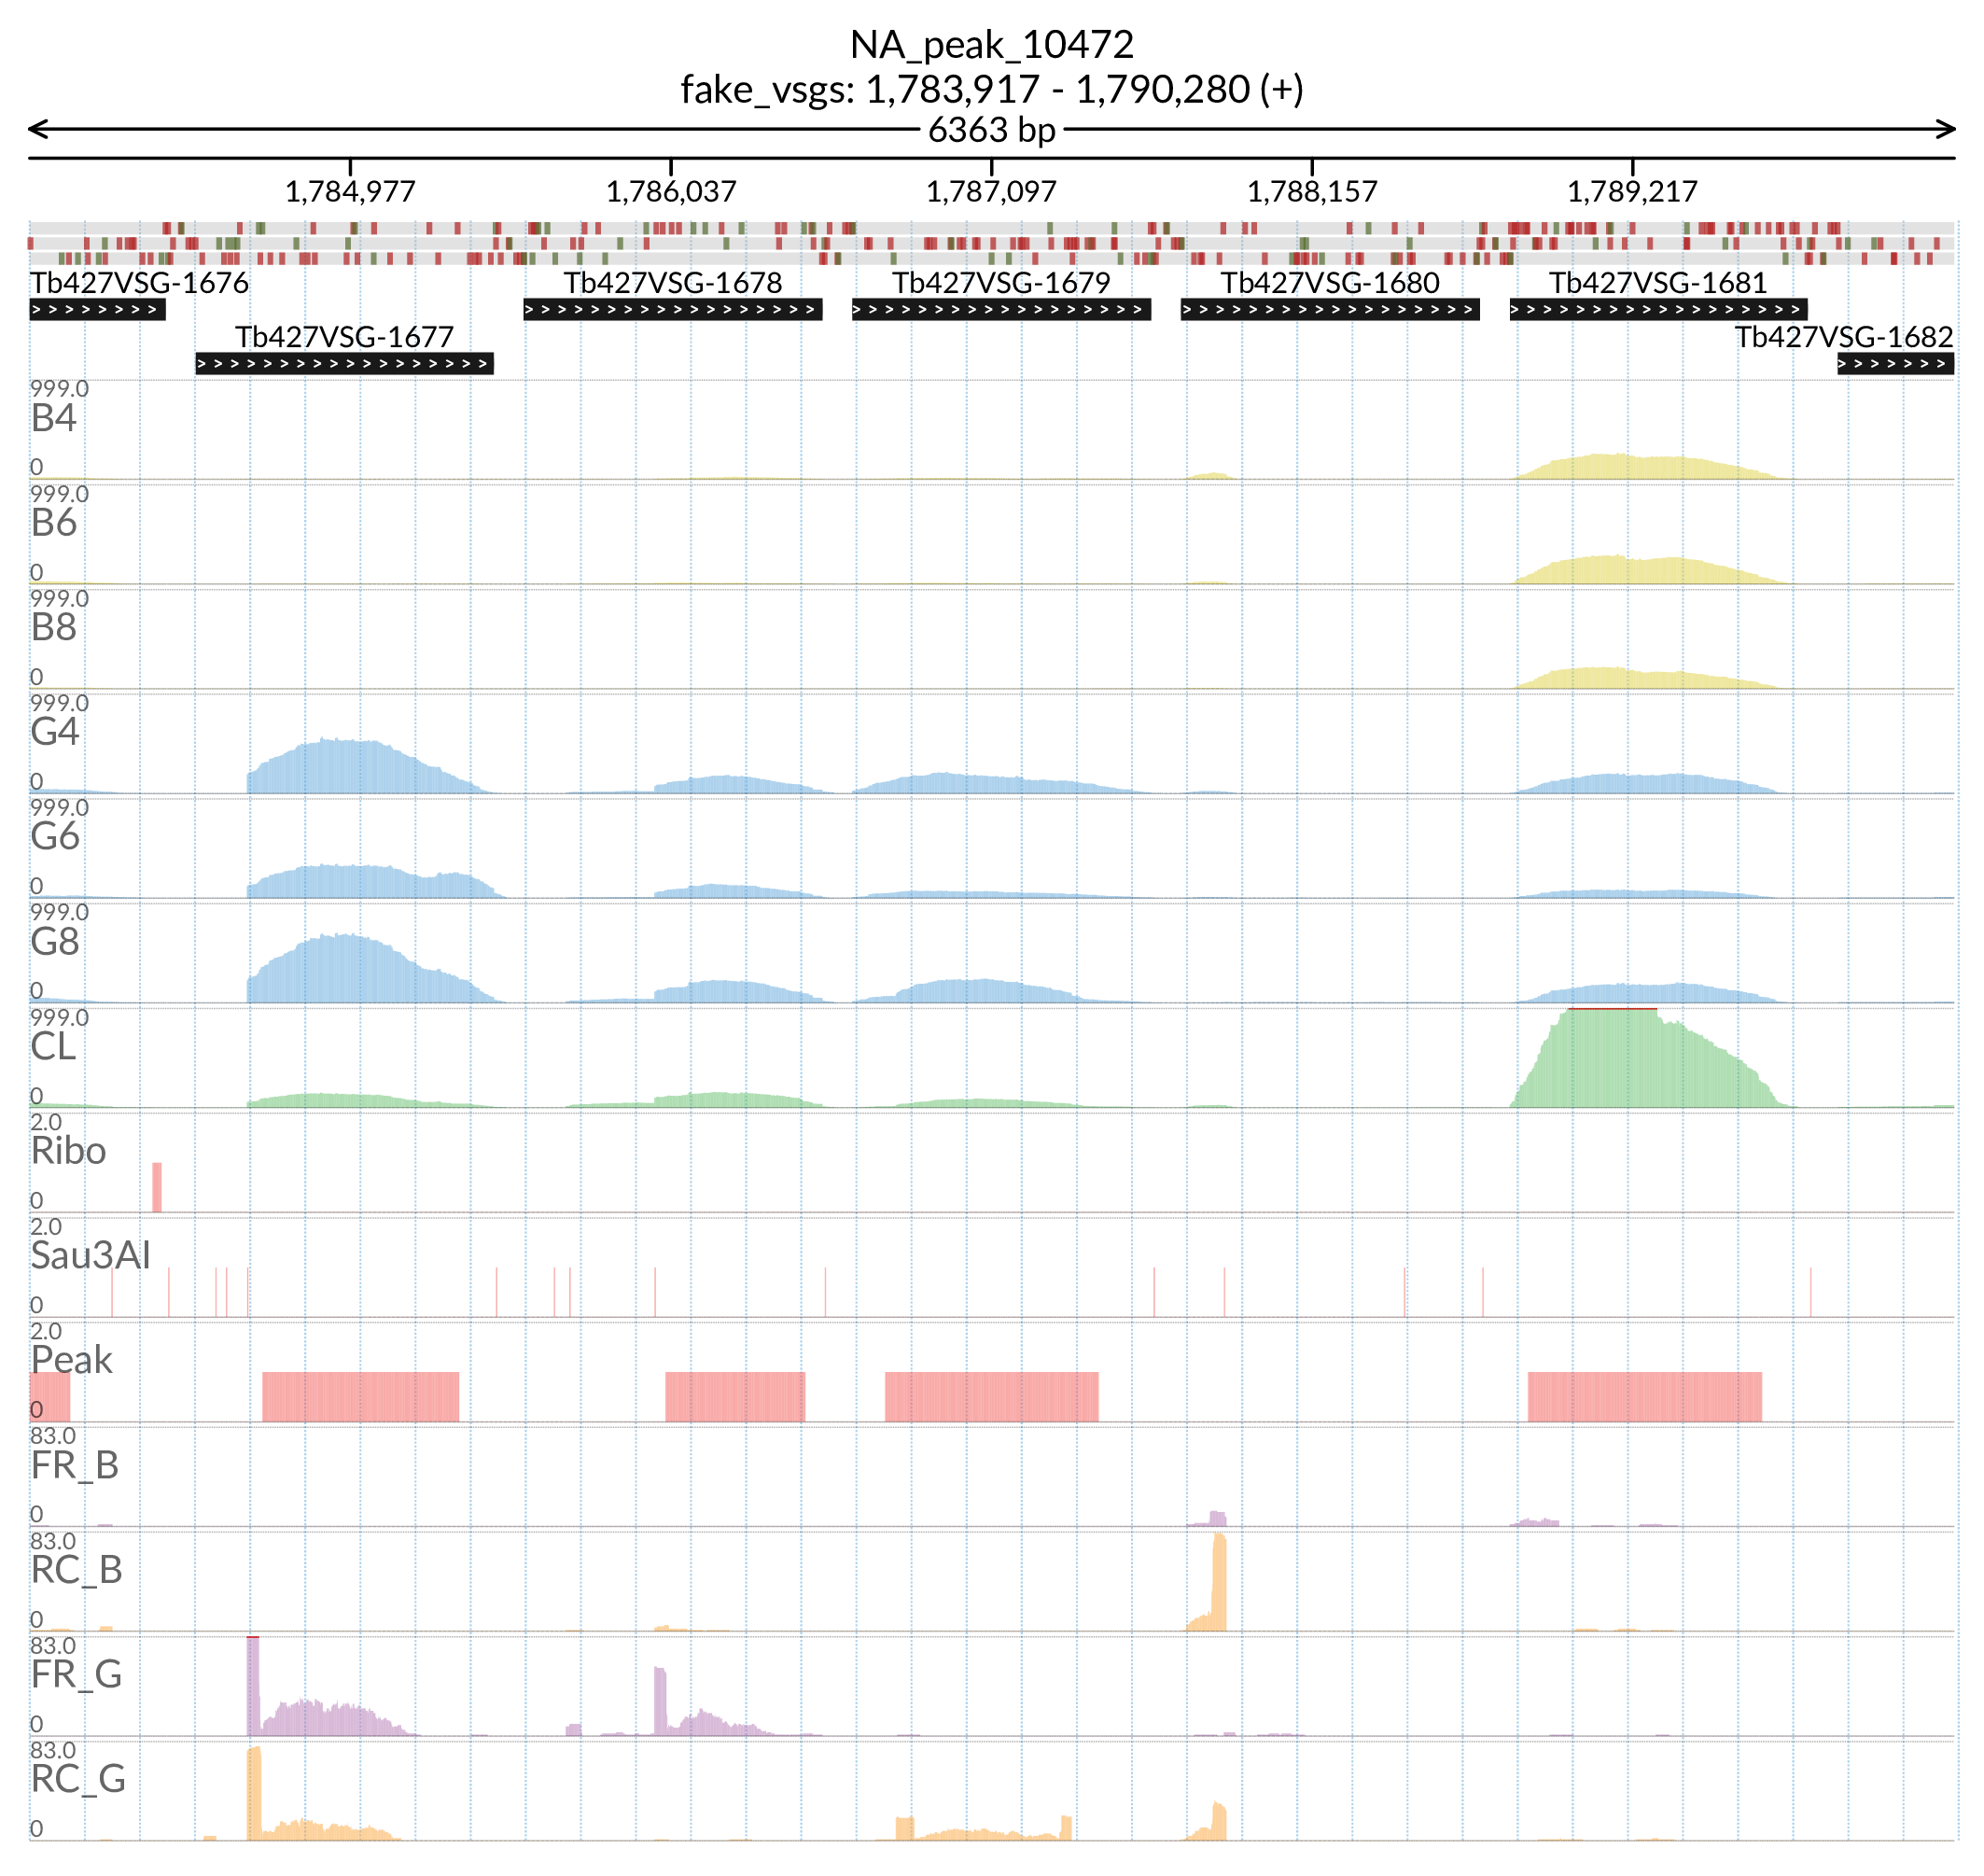 NA_peak_10472
fake_vsgs: 1,783,917 - 1,790,280 (+)
6363 bp
1,784,977 1,786,037 1,787,097 1,788,157 1,789,217
Tb427VSG-1676 Tb427VSG-1678 Tb427VSG-1679 Tb427VSG-1680 Tb427VSG-1681
Tb427VSG-1677 Tb427VSG-1682
999.0
B4
0
999.0
B6
0
999.0
B8
0
999.0
G4
0
999.0
G6
0
999.0
G8
0
999.0
CL
0
2.0
Ribo
0
2.0
Sau3AI
0
2.0
Peak
0
83.0
FR_B
0
83.0
RC_B
0
83.0
FR_G
0
83.0
RC_G
0